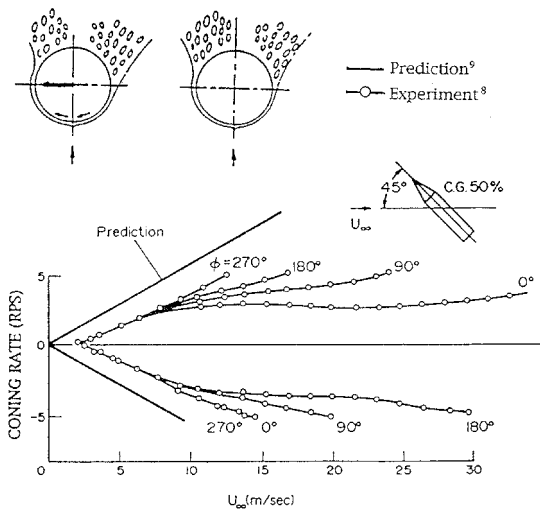 Prediction⁹
Experiment⁸
45°
C.G. 50%
U∞
Prediction
ϕ=270°
180°
90°
0°
5
0
-5
CONING RATE (RPS)
270°
0°
90°
180°
0
5
10
15
20
25
30
U∞(m/sec)